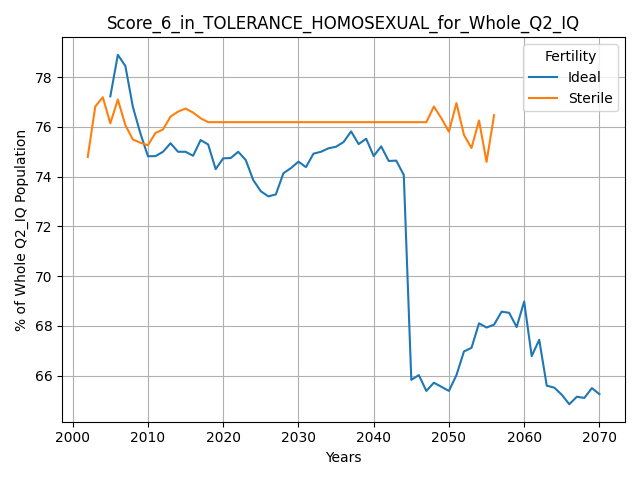 Score_6_in_TOLERANCE_HOMOSEXUAL_for_Whole_Q2_IQ
Fertility
Ideal
Sterile
% of Whole Q2_IQ Population
78
76
74
72
70
68
66
2000 2010 2020 2030 2040 2050 2060 2070
Years